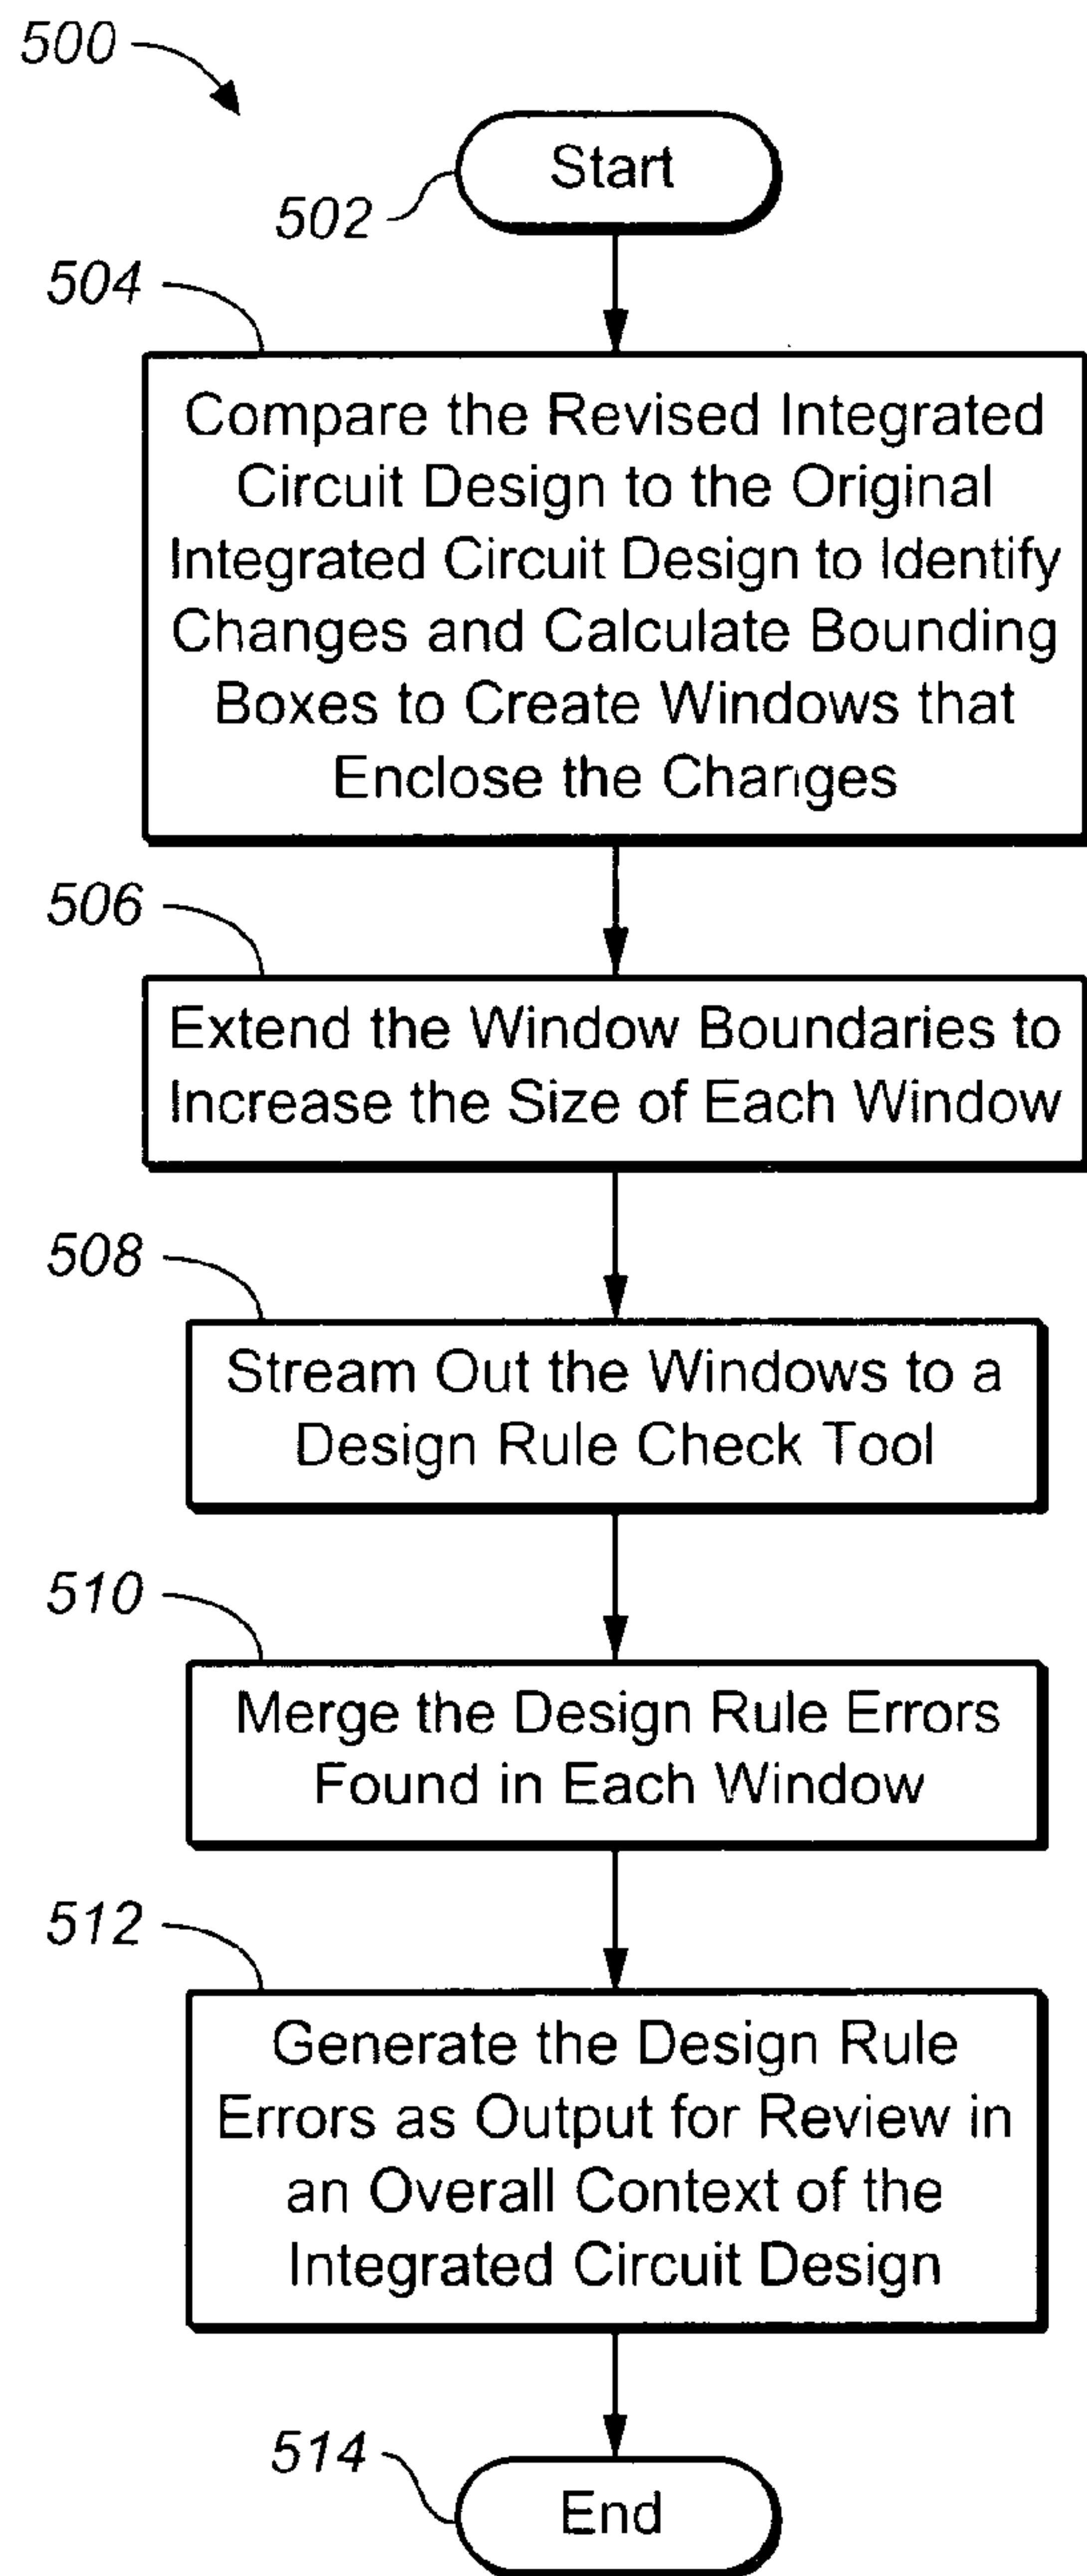 500
Start
502
504
Compare the Revised Integrated
Circuit Design to the Original
Integrated Circuit Design to Identify
Changes and Calculate Bounding
Boxes to Create Windows that
Enclose the Changes
506
Extend the Window Boundaries to
Increase the Size of Each Window
508
Stream Out the Windows to a
Design Rule Check Tool
510
Merge the Design Rule Errors
Found in Each Window
512
Generate the Design Rule
Errors as Output for Review in
an Overall Context of the
Integrated Circuit Design
514
End